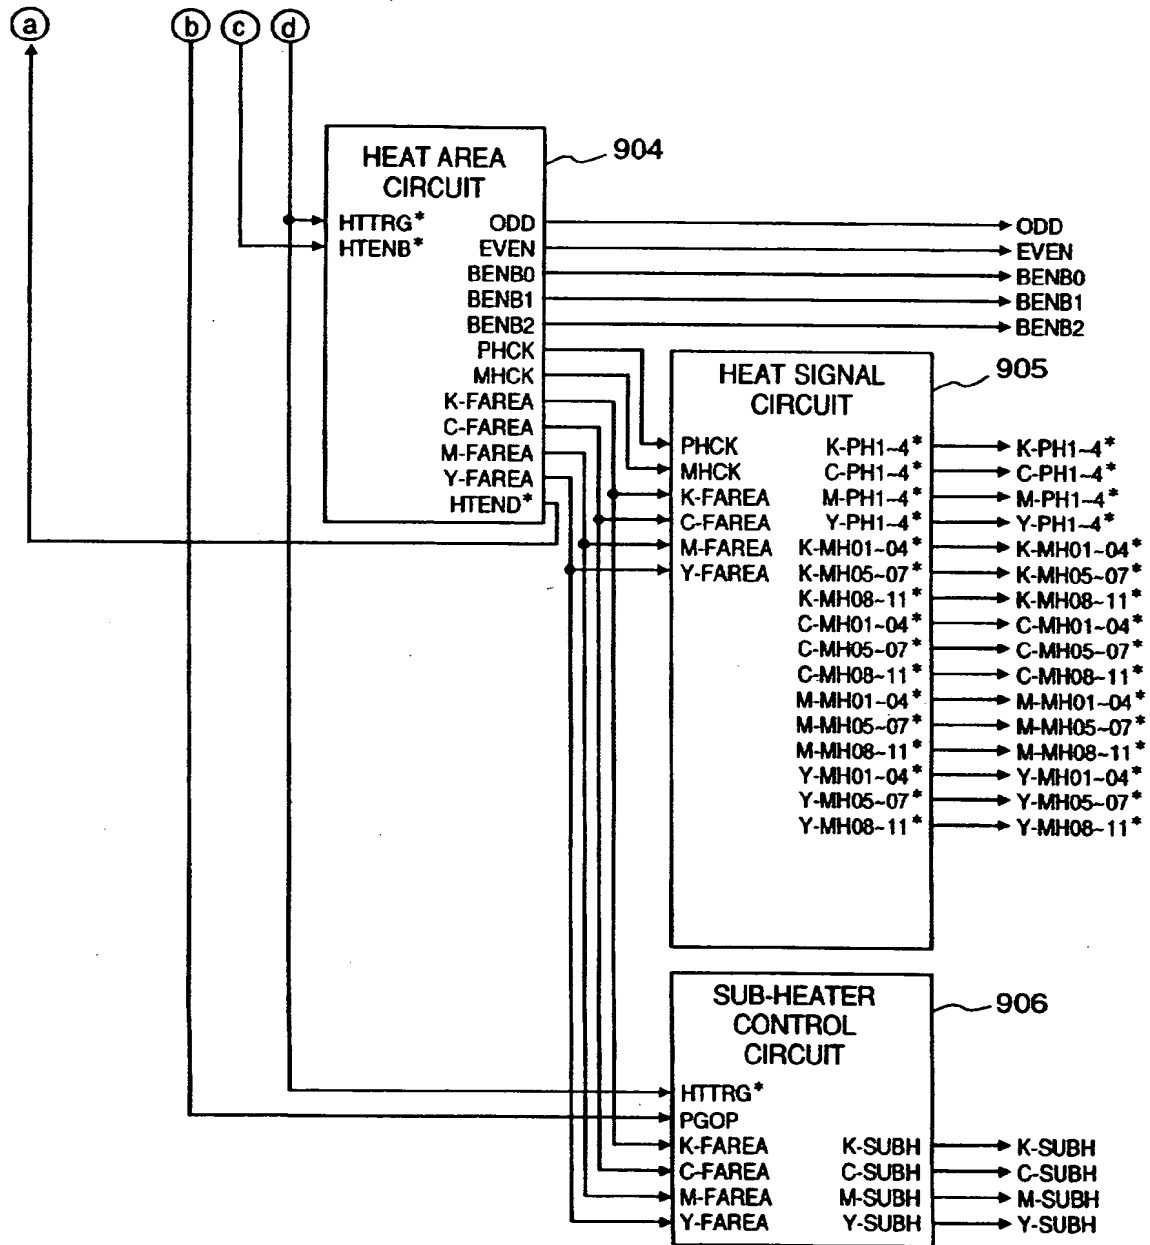 a b c d
HEAT AREA
CIRCUIT
904
HTTRG* ODD ODD
HTENB* EVEN EVEN
BENB0 BENB0
BENB1 BENB1
BENB2 BENB2
PHCK
MHCK
K-FAREA
C-FAREA
M-FAREA
Y-FAREA
HTEND*
HEAT SIGNAL
CIRCUIT
905
PHCK K-PH1~4* K-PH1~4*
MHCK C-PH1~4* C-PH1~4*
K-FAREA M-PH1~4* M-PH1~4*
C-FAREA Y-PH1~4* Y-PH1~4*
M-FAREA K-MH01~04* K-MH01~04*
Y-FAREA K-MH05~07* K-MH05~07*
K-MH08~11* K-MH08~11*
C-MH01~04* C-MH01~04*
C-MH05~07* C-MH05~07*
C-MH08~11* C-MH08~11*
M-MH01~04* M-MH01~04*
M-MH05~07* M-MH05~07*
M-MH08~11* M-MH08~11*
Y-MH01~04* Y-MH01~04*
Y-MH05~07* Y-MH05~07*
Y-MH08~11* Y-MH08~11*
SUB-HEATER
CONTROL
CIRCUIT
906
HTTRG*
PGOP
K-FAREA K-SUBH K-SUBH
C-FAREA C-SUBH C-SUBH
M-FAREA M-SUBH M-SUBH
Y-FAREA Y-SUBH Y-SUBH